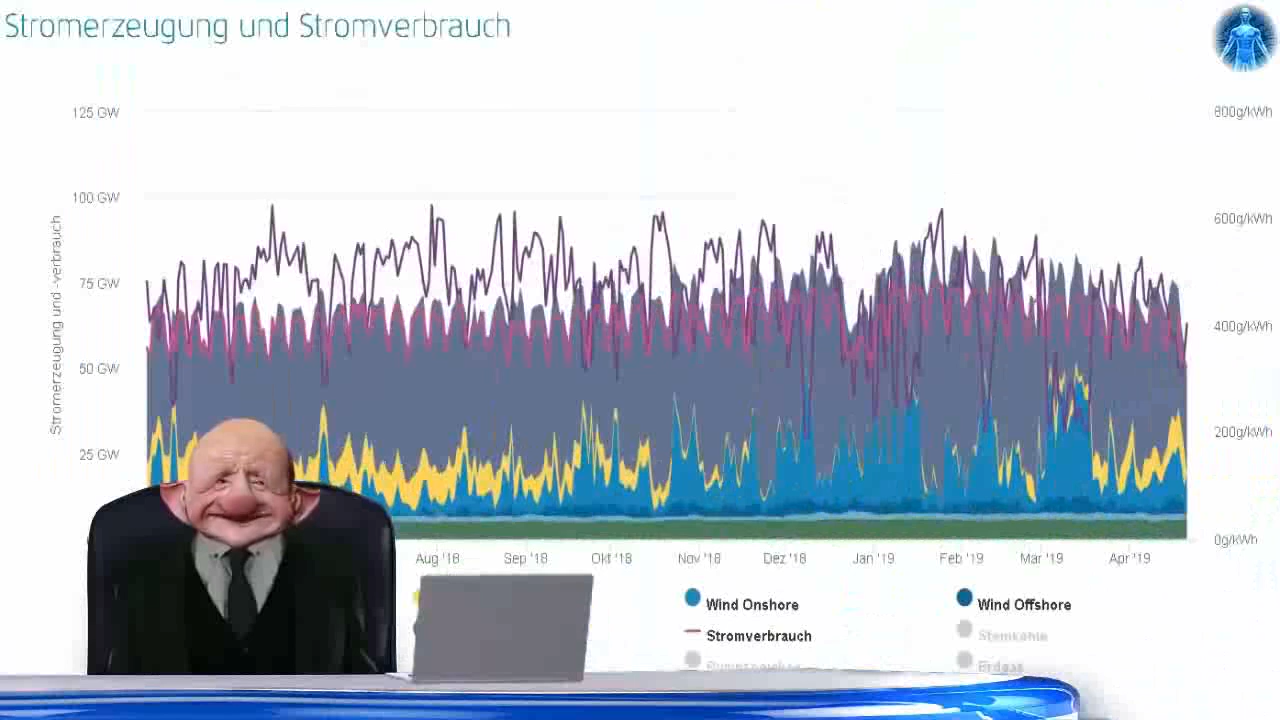 Stromerzeugung und Stromverbrauch
125 GW
800g/kWh
100 GW
600g/kWh
75 GW
400g/kWh
50 GW
200g/kWh
25 GW
0g/kWh
Stromerzeugung und -verbrauch
Aug '18 Sep '18 Okt '18 Nov '18 Dez '18 Jan '19 Feb '19 Mär '19 Apr '19
Wind Onshore
Wind Offshore
Stromverbrauch
Steinkohle
Pumpspeicher
Erdgas